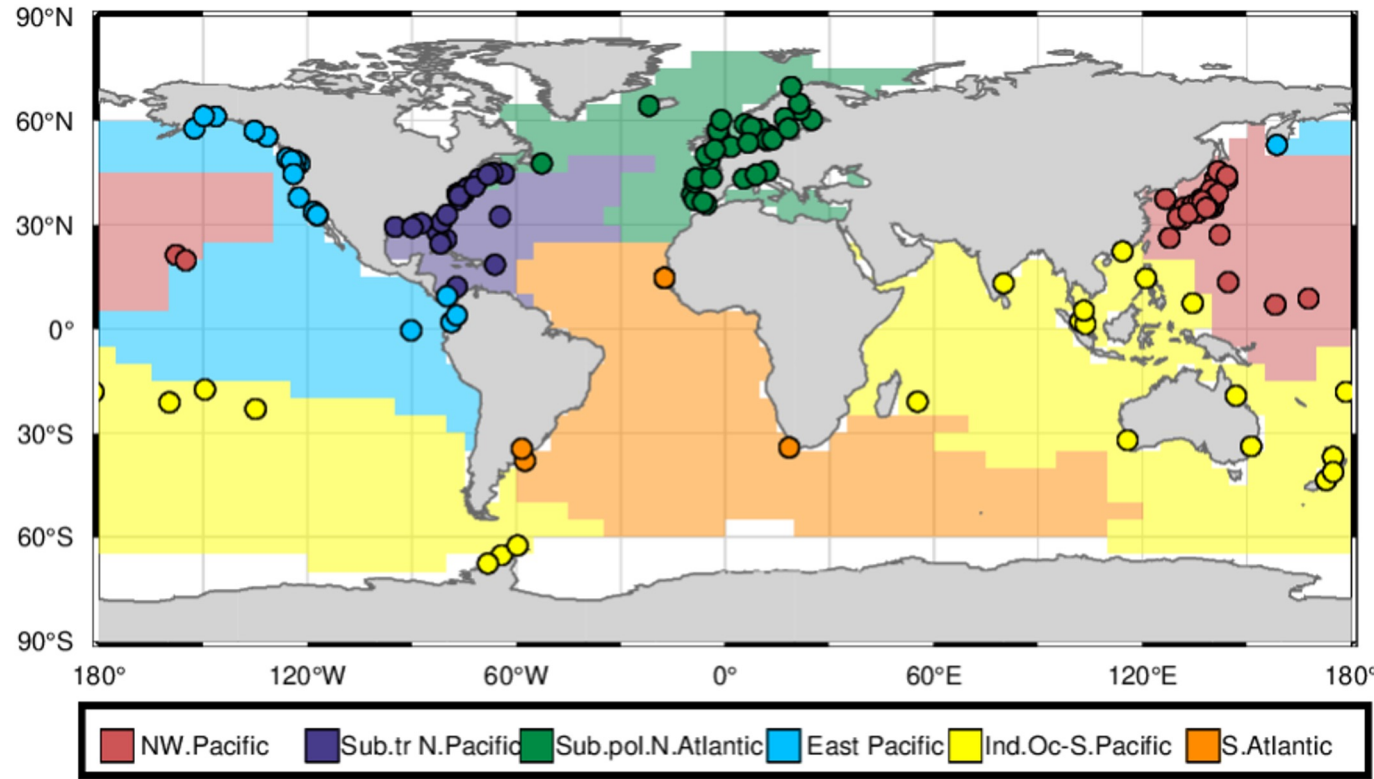 90°N
60°N
30°N
0°
30°S
60°S
90°S
180° 120°W 60°W 0° 60°E 120°E 180°
NW.Pacific Sub.tr N.Pacific Sub.pol.N.Atlantic East Pacific Ind.Oc-S.Pacific S.Atlantic